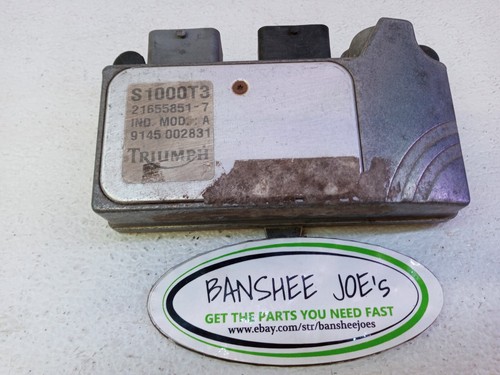 S1000T3
21655851-7
IND. MOD. A
9145 002831
TRIUMPH
BANSHEE JOE's
GET THE PARTS YOU NEED FAST
www.ebay.com/str/bansheejoes